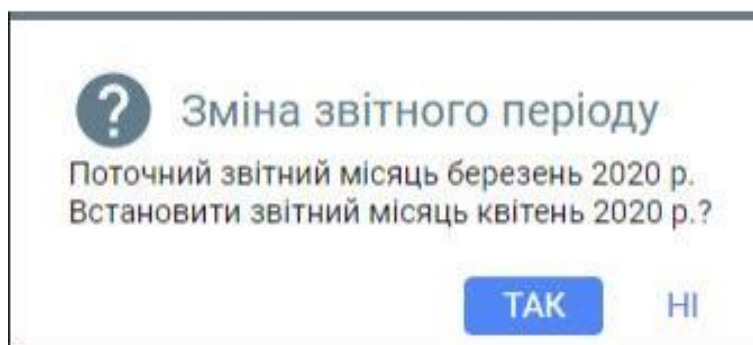 ?
Зміна звітного періоду
Поточний звітний місяць березень 2020 р.
Встановити звітний місяць квітень 2020 р.?
ТАК НІ